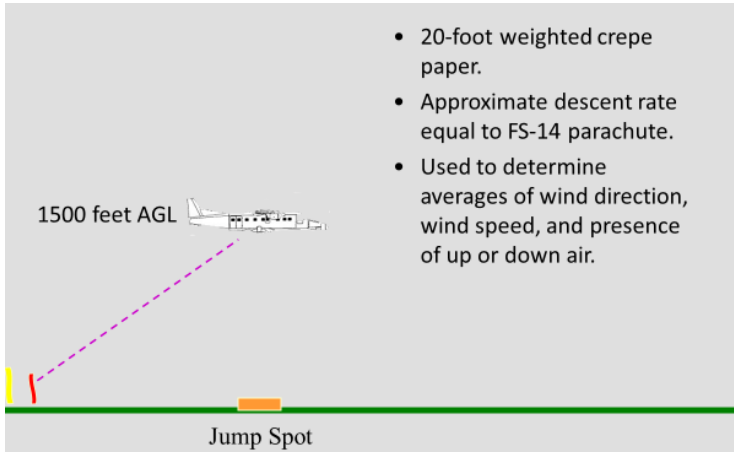 • 20-foot weighted crepe
paper.
• Approximate descent rate
equal to FS-14 parachute.
• Used to determine
averages of wind direction,
wind speed, and presence
of up or down air.
1500 feet AGL
Jump Spot